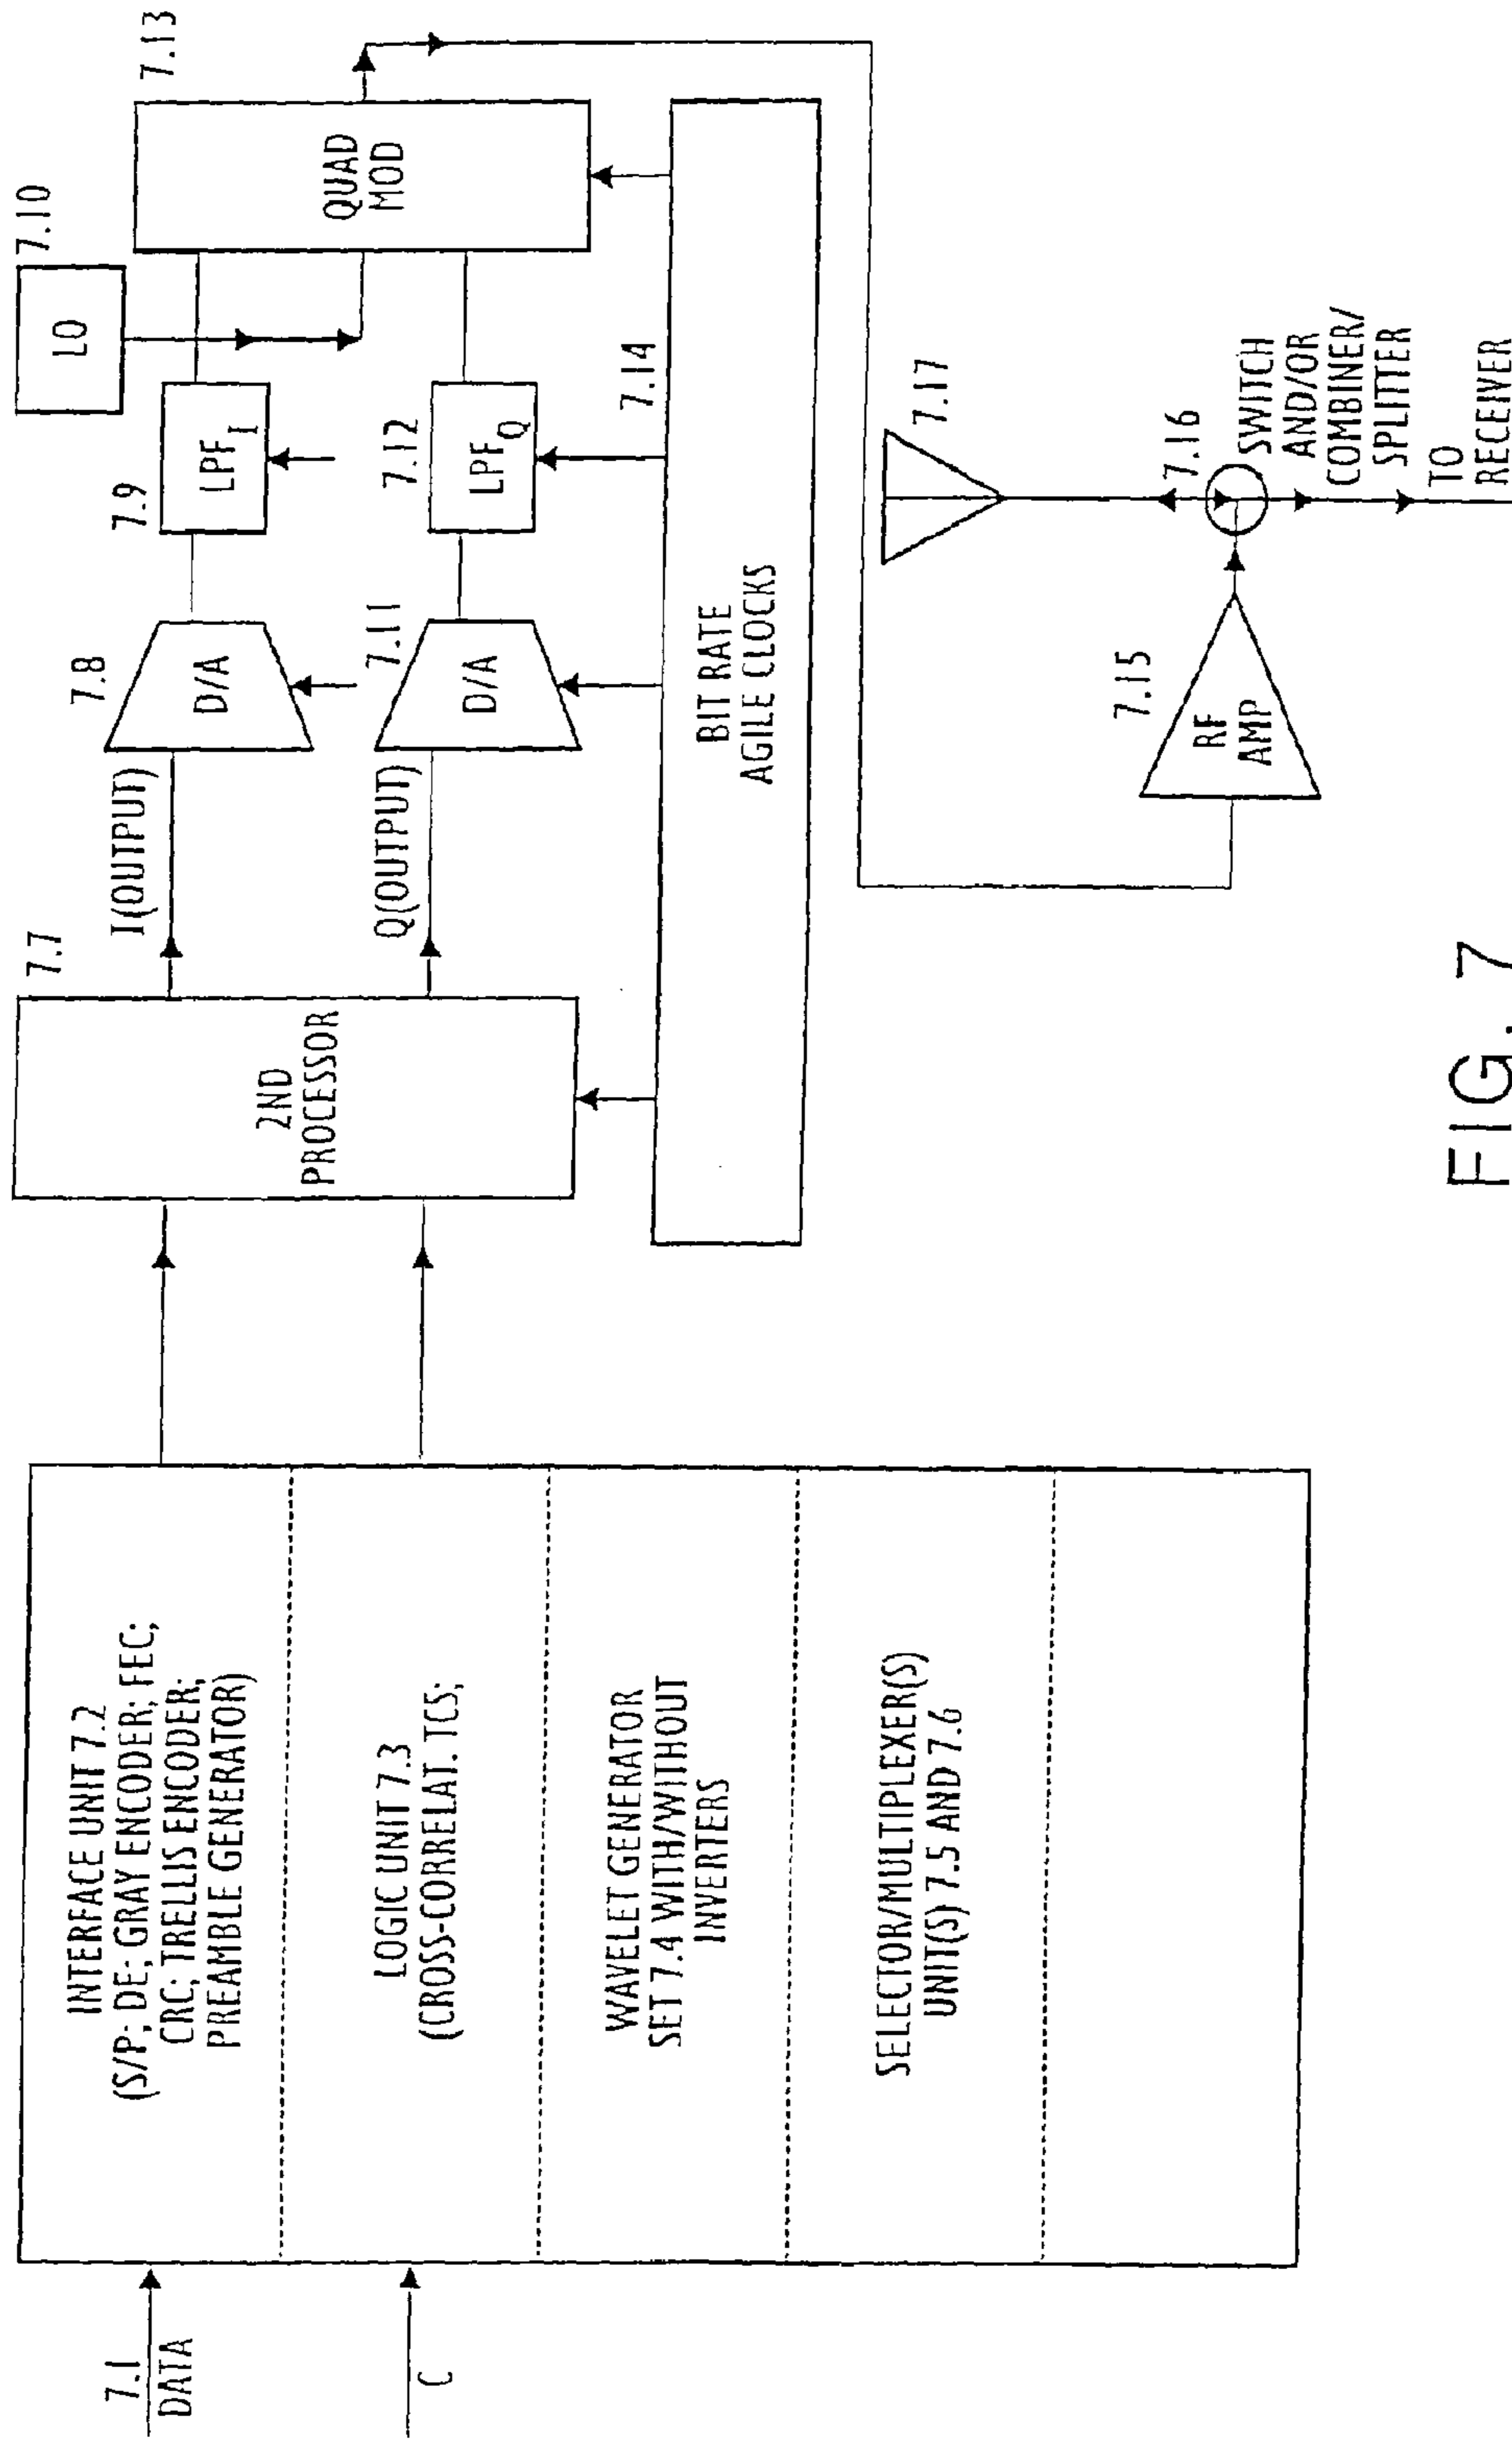 7.1
DATA
C
INTERFACE UNIT 7.2
(S/P; DE; GRAY ENCODER; FEC;
CRC; TRELLIS ENCODER;
PREAMBLE GENERATOR)
LOGIC UNIT 7.3
(CROSS-CORRELAT. TCS;
WAVELET GENERATOR
SET 7.4 WITH/WITHOUT
INVERTERS
SELECTOR/MULTIPLEXER(S)
UNIT(S) 7.5 AND 7.6
7.7
2ND
PROCESSOR
I(OUTPUT)
Q(OUTPUT)
7.8
D/A
7.11
D/A
7.9
LPF I
7.12
LPF Q
7.10
LO
7.13
QUAD
MOD
7.14
BIT RATE
AGILE CLOCKS
7.15
RF
AMP
7.16
7.17
SWITCH
AND/OR
COMBINER/
SPLITTER
TO
RECEIVER
FIG. 7